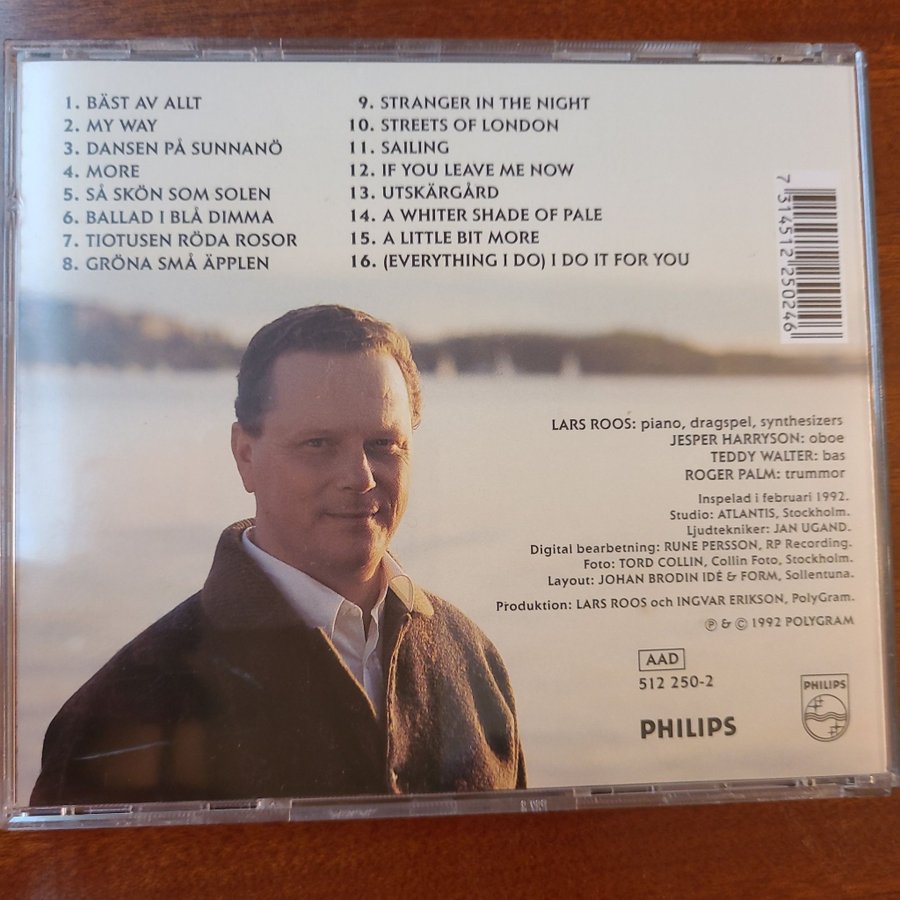 1. BÄST AV ALLT
2. MY WAY
3. DANSEN PÅ SUNNANÖ
4. MORE
5. SÅ SKÖN SOM SOLEN
6. BALLAD I BLÅ DIMMA
7. TIOTUSEN RÖDA ROSOR
8. GRÖNA SMÅ ÄPPLEN
9. STRANGER IN THE NIGHT
10. STREETS OF LONDON
11. SAILING
12. IF YOU LEAVE ME NOW
13. UTSKÄRGÅRD
14. A WHITER SHADE OF PALE
15. A LITTLE BIT MORE
16. (EVERYTHING I DO) I DO IT FOR YOU
7 314512 250246
LARS ROOS: piano, dragspel, synthesizers
JESPER HARRYSON: oboe
TEDDY WALTER: bas
ROGER PALM: trummor
Inspelad i februari 1992.
Studio: ATLANTIS, Stockholm.
Ljudtekniker: JAN UGAND.
Digital bearbetning: RUNE PERSSON, RP Recording.
Foto: TORD COLLIN, Collin Foto, Stockholm.
Layout: JOHAN BRODIN IDÉ & FORM, Sollentuna.
Produktion: LARS ROOS och INGVAR ERIKSON, PolyGram.
℗ & © 1992 POLYGRAM
AAD
512 250-2
PHILIPS
PHILIPS